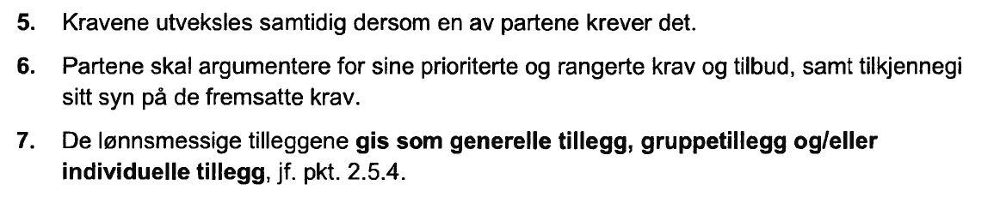 5. Kravene utveksles samtidig dersom en av partene krever det.
6. Partene skal argumentere for sine prioriterte og rangerte krav og tilbud, samt tilkjennegi
sitt syn på de fremsatte krav.
7. De lønnsmessige tilleggene gis som generelle tillegg, gruppetillegg og/eller
individuelle tillegg, jf. pkt. 2.5.4.